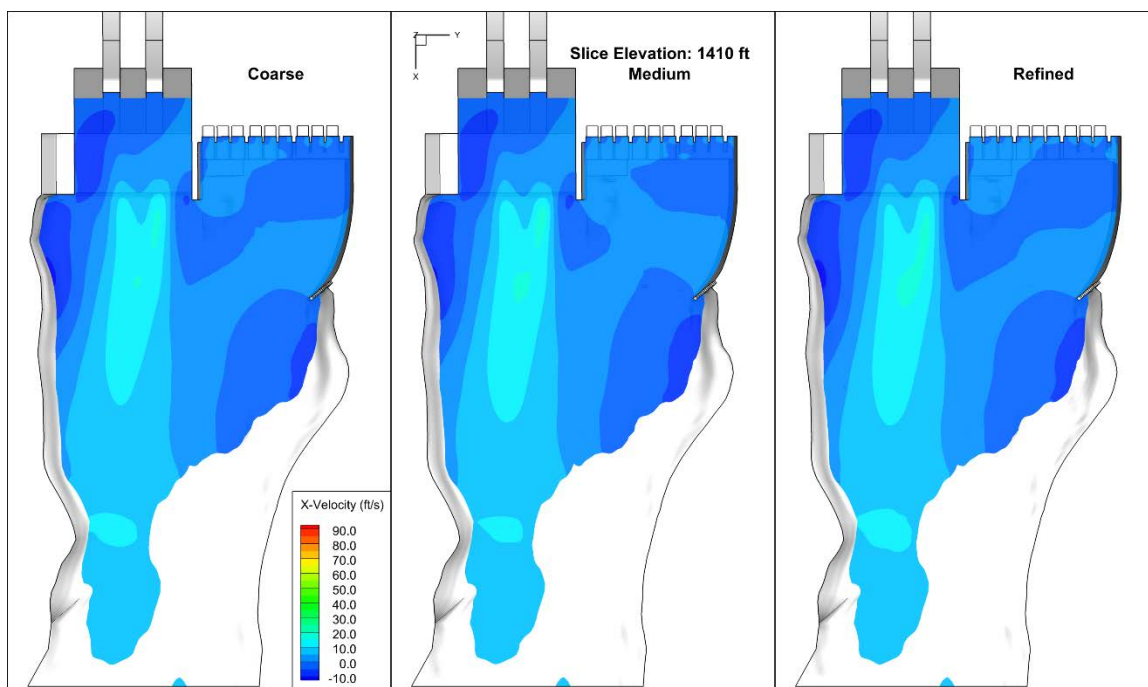 Coarse
Z
Y
X
Slice Elevation: 1410 ft
Medium
Refined
X-Velocity (ft/s)
90.0
80.0
70.0
60.0
50.0
40.0
30.0
20.0
10.0
0.0
-10.0